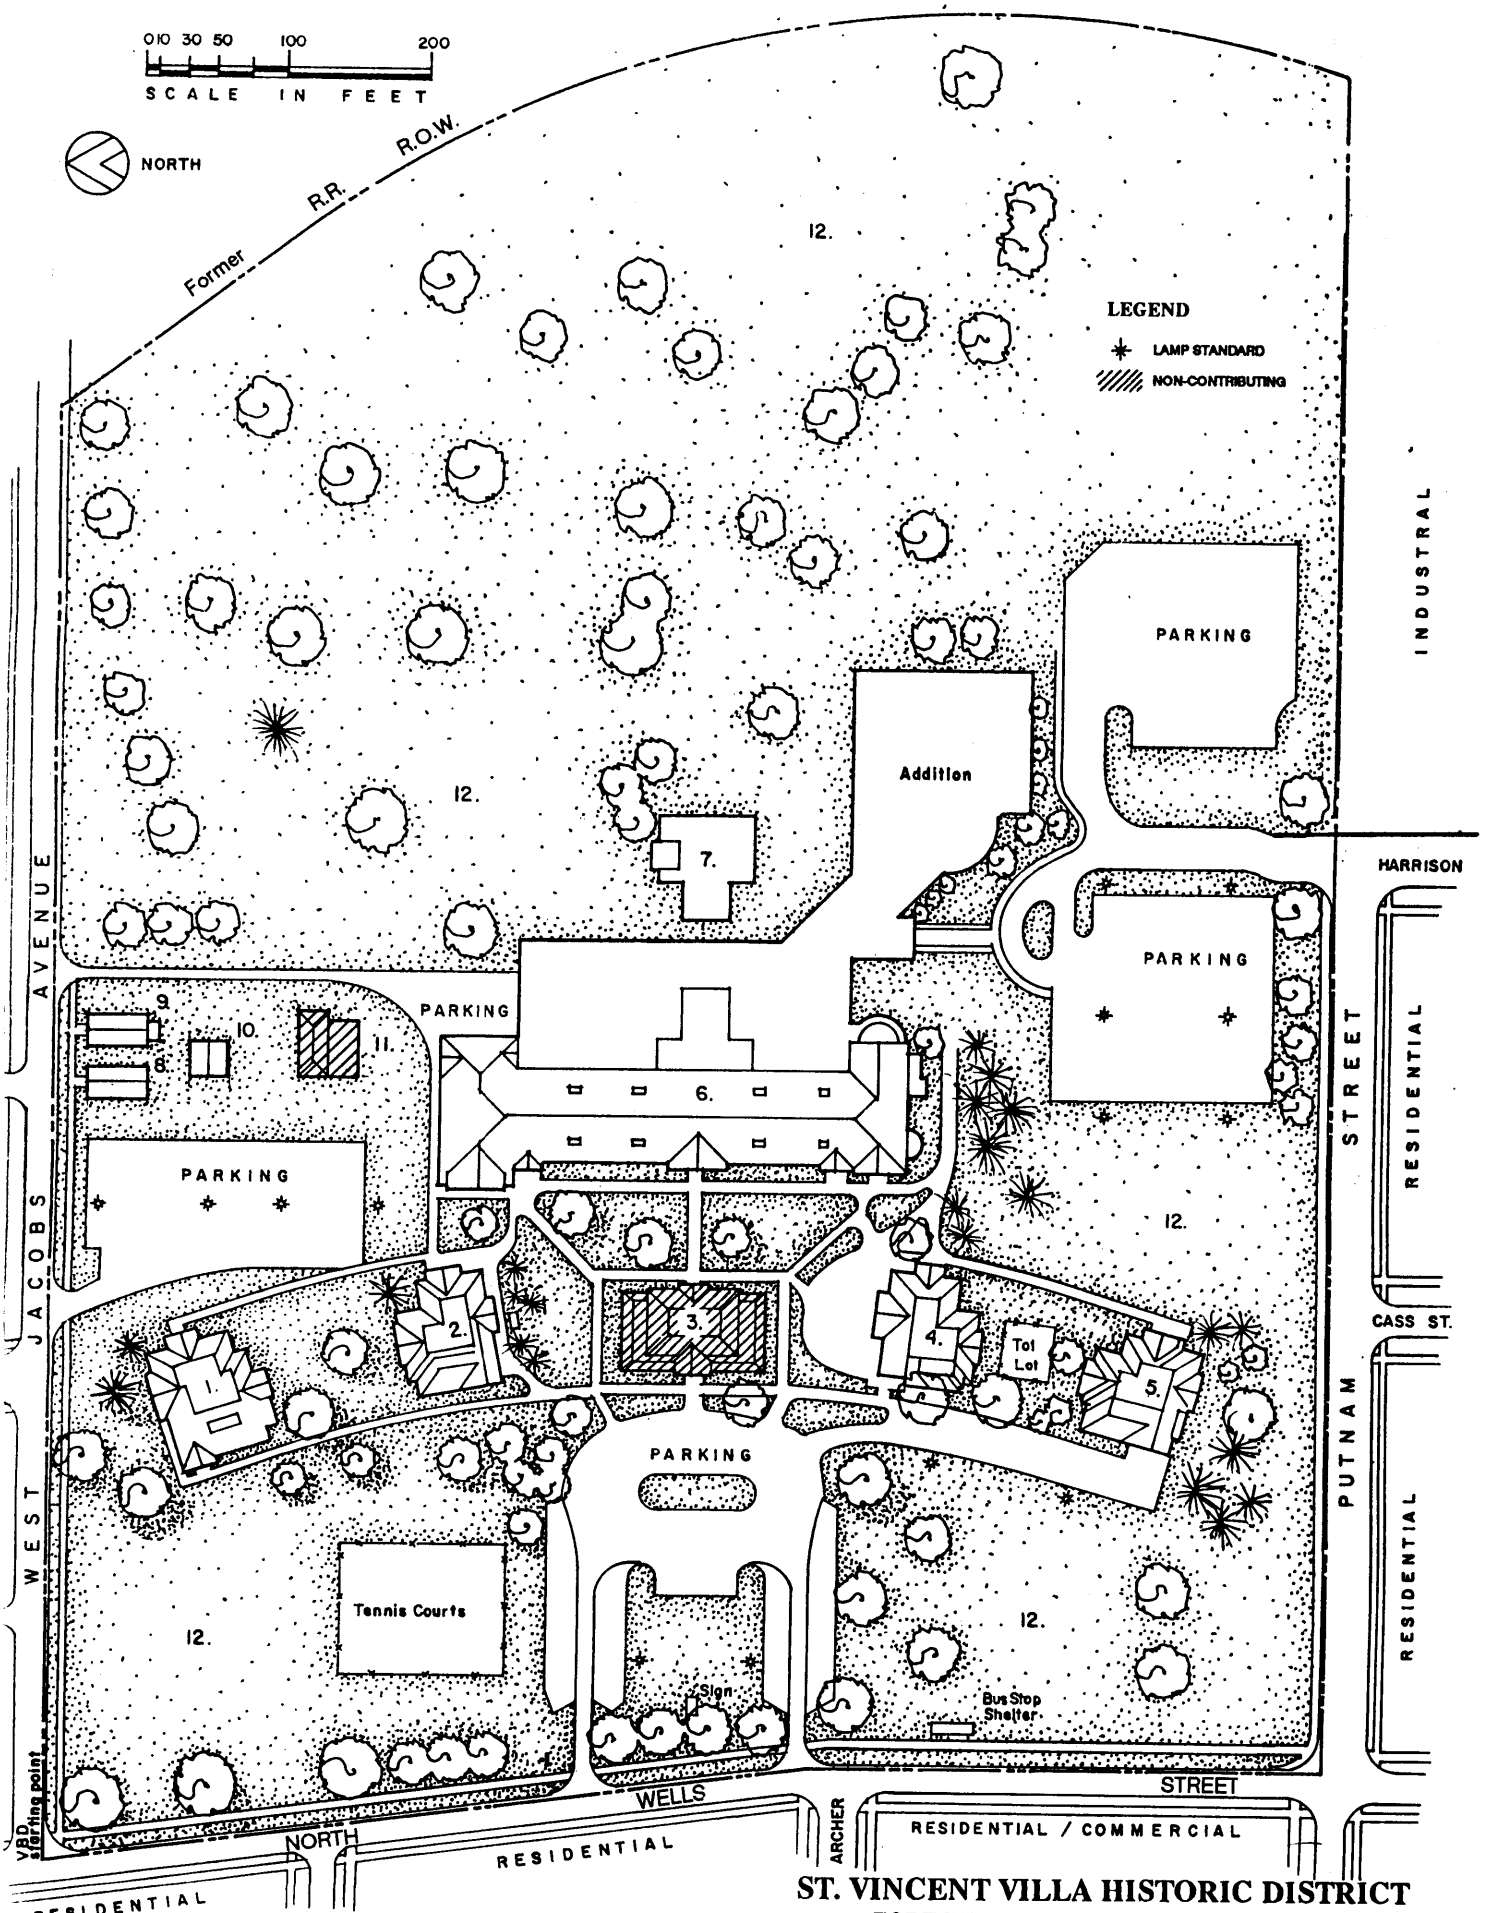 010 30 50 100 200
SCALE IN FEET
NORTH
Former R.R. R.O.W.
12.
LEGEND
LAMP STANDARD
NON-CONTRIBUTING
INDUSTRAL
PARKING
Addition
12.
7.
HARRISON
PARKING
PARKING
9.
10.
11.
8.
6.
PARKING
12.
RESIDENTIAL
WEST JACOBS AVENUE
PUTNAM STREET
CASS ST.
1.
2.
3.
4.
Tot
Lot
5.
PARKING
RESIDENTIAL
Tennis Courts
12.
12.
Sign
Bus Stop
Shelter
VBD
starting point
NORTH WELLS STREET
ARCHER
RESIDENTIAL / COMMERCIAL
RESIDENTIAL
RESIDENTIAL
ST. VINCENT VILLA HISTORIC DISTRICT